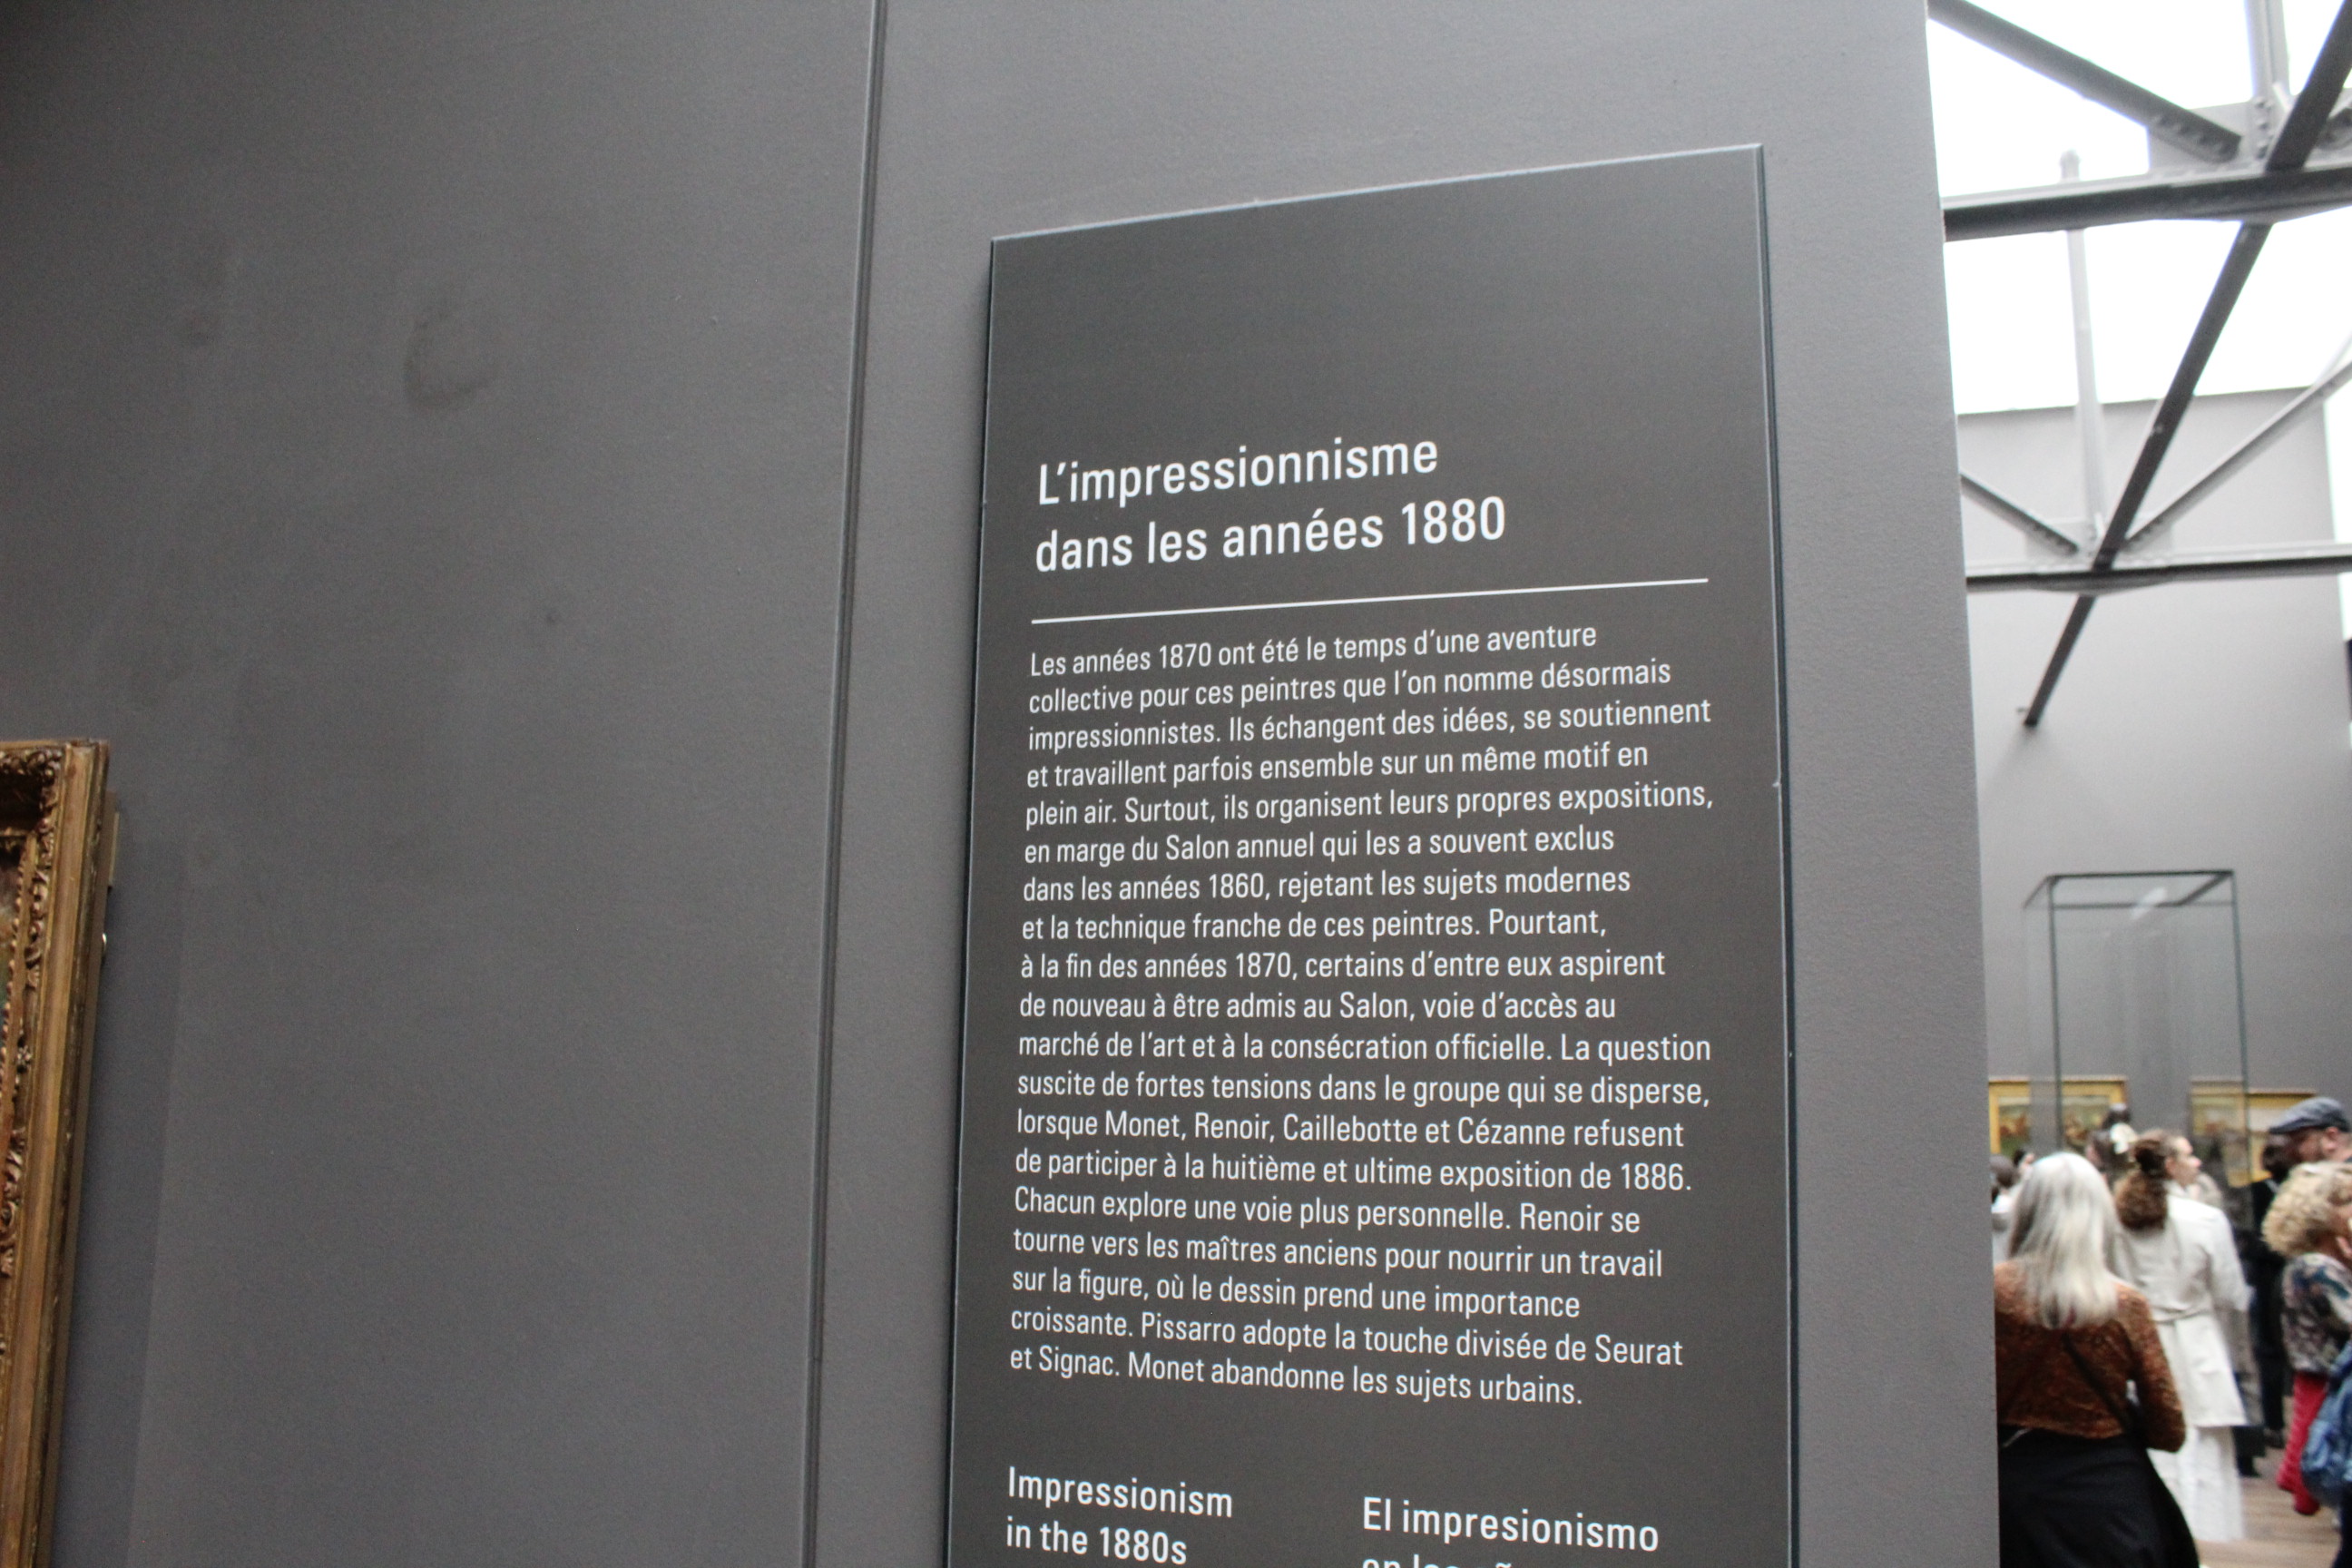 L'impressionnisme
dans les années 1880
Les années 1870 ont été le temps d'une aventure
collective pour ces peintres que l'on nomme désormais
impressionnistes. Ils échangent des idées, se soutiennent
et travaillent parfois ensemble sur un même motif en
plein air. Surtout, ils organisent leurs propres expositions,
en marge du Salon annuel qui les a souvent exclus
dans les années 1860, rejetant les sujets modernes
et la technique franche de ces peintres. Pourtant,
à la fin des années 1870, certains d'entre eux aspirent
de nouveau à être admis au Salon, voie d'accès au
marché de l'art et à la consécration officielle. La question
suscite de fortes tensions dans le groupe qui se disperse,
lorsque Monet, Renoir, Caillebotte et Cézanne refusent
de participer à la huitième et ultime exposition de 1886.
Chacun explore une voie plus personnelle. Renoir se
tourne vers les maîtres anciens pour nourrir un travail
sur la figure, où le dessin prend une importance
croissante. Pissarro adopte la touche divisée de Seurat
et Signac. Monet abandonne les sujets urbains.
Impressionism
in the 1880s
El impresionismo